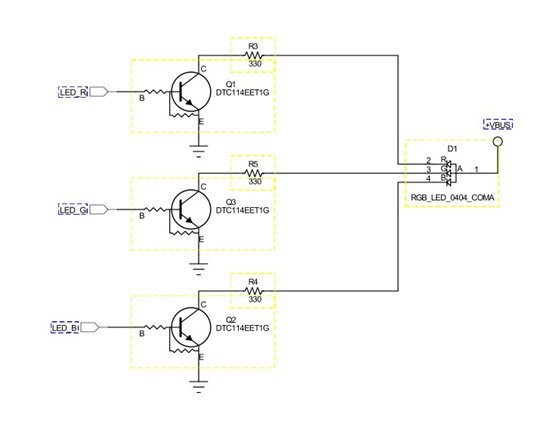 R3
330
C
Q1
DTC114EET1G
LED_R
B
E
+VBUS
D1
R5
330
2 R
3 G A 1
4 B
C
RGB_LED_0404_COMA
Q3
DTC114EET1G
LED_G
B
E
R4
330
C
Q2
DTC114EET1G
LED_B
B
E